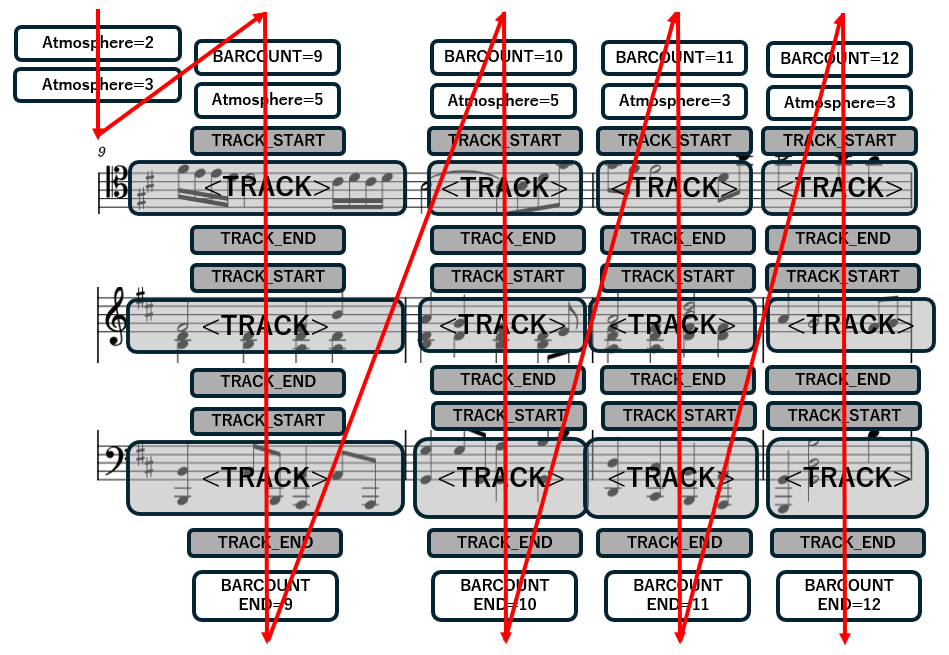 Atmosphere=2
Atmosphere=3
BARCOUNT=9
Atmosphere=5
TRACK_START
9
<TRACK>
TRACK_END
TRACK_START
<TRACK>
TRACK_END
TRACK_START
<TRACK>
TRACK_END
BARCOUNT
END=9
BARCOUNT=10
Atmosphere=5
TRACK_START
<TRACK>
TRACK_END
TRACK_START
<TRACK>
TRACK_END
TRACK_START
<TRACK>
TRACK_END
BARCOUNT
END=10
BARCOUNT=11
Atmosphere=3
TRACK_START
<TRACK>
TRACK_END
TRACK_START
<TRACK>
TRACK_END
TRACK_START
<TRACK>
TRACK_END
BARCOUNT
END=11
BARCOUNT=12
Atmosphere=3
TRACK_START
<TRACK>
TRACK_END
TRACK_START
<TRACK>
TRACK_END
TRACK_START
<TRACK>
TRACK_END
BARCOUNT
END=12